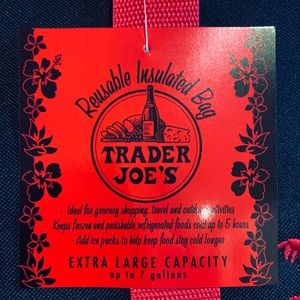 Reusable Insulated Bag
TRADER
JOE'S
Ideal for grocery shopping, travel and outdoor activities
Keeps frozen and perishable refrigerated foods cold up to 5 hours
Add ice packs to help keep food stay cold longer
EXTRA LARGE CAPACITY
up to 7 gallons